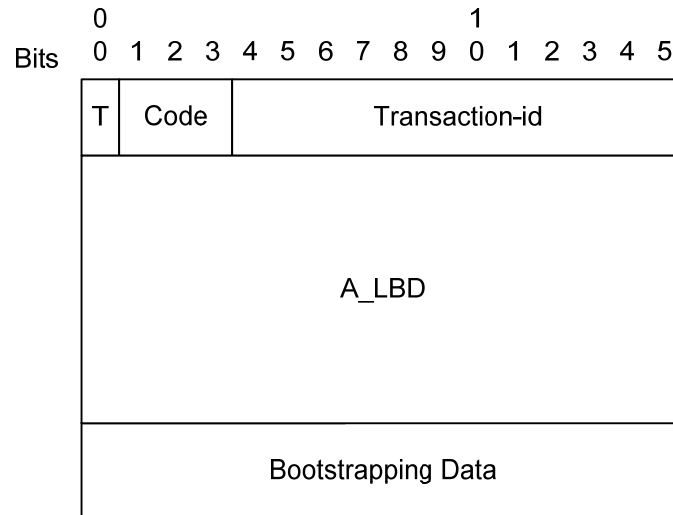 0 1
Bits 0 1 2 3 4 5 6 7 8 9 0 1 2 3 4 5
T Code Transaction-id
A_LBD
Bootstrapping Data